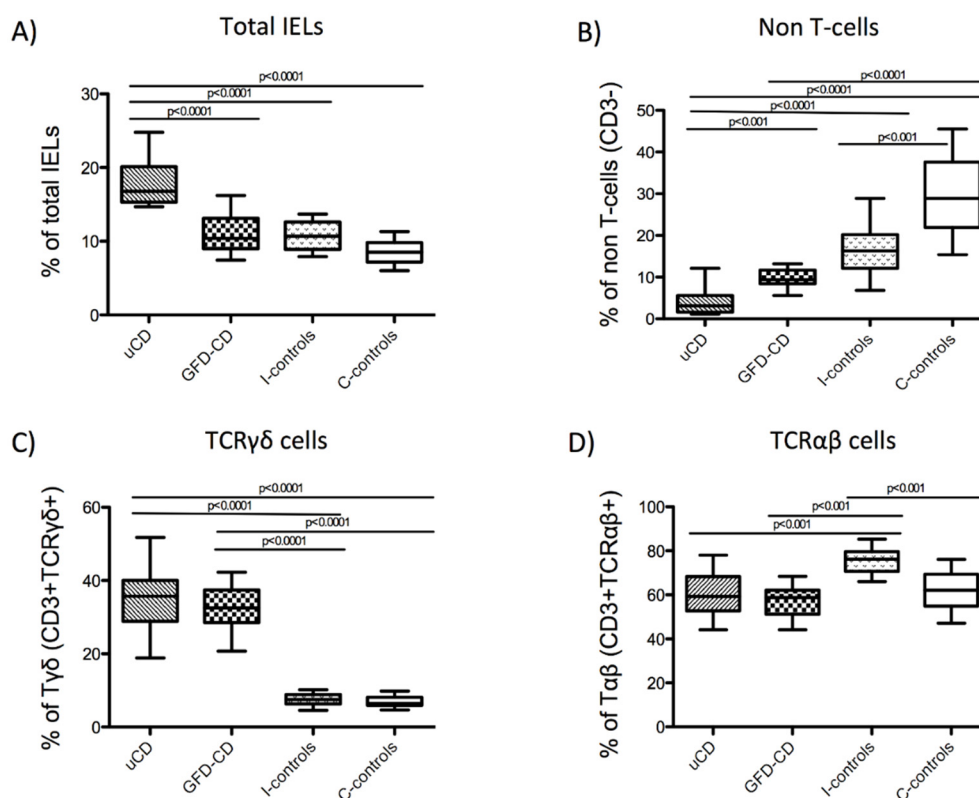 A)
Total IELs
% of total IELs
p<0.0001
p<0.0001
p<0.0001
30
20
10
0
uCD
GFD-CD
I-controls
C-controls
B)
Non T-cells
% of non T-cells (CD3-)
p<0.0001
p<0.0001
p<0.0001
p<0.001
p<0.001
50
40
30
20
10
0
uCD
GFD-CD
I-controls
C-controls
C)
TCRγδ cells
% of Tγδ (CD3+TCRγδ+)
p<0.0001
p<0.0001
p<0.0001
p<0.0001
60
40
20
0
uCD
GFD-CD
I-controls
C-controls
D)
TCRαβ cells
% of Tαβ (CD3+TCRαβ+)
p<0.001
p<0.001
p<0.001
100
80
60
40
20
0
uCD
GFD-CD
I-controls
C-controls